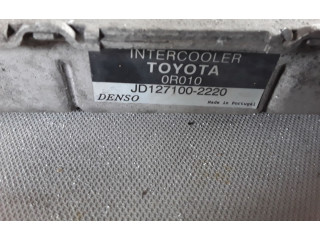 INTERCOOLER
TOYOTA
0R010
JD127100-2220
DENSO Made in Portugal